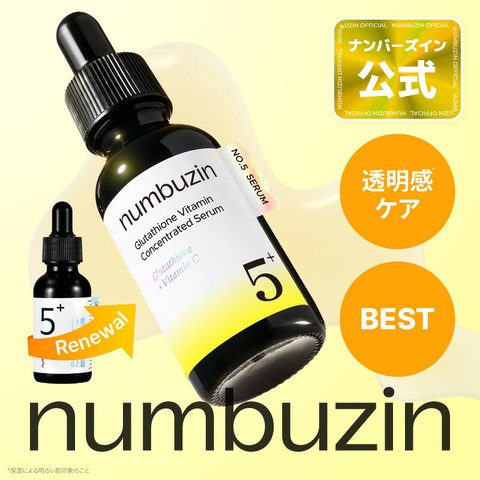 NUMBUZIN OFFICIAL
ナンバーズイン
公式
透明感*
ケア
BEST
NO.5 SERUM
numbuzin
Glutathione Vitamin
Concentrated Serum
Glutathione
+ Vitamin C
5+
5+
Renewal
numbuzin
*保湿による明るい肌印象のこと